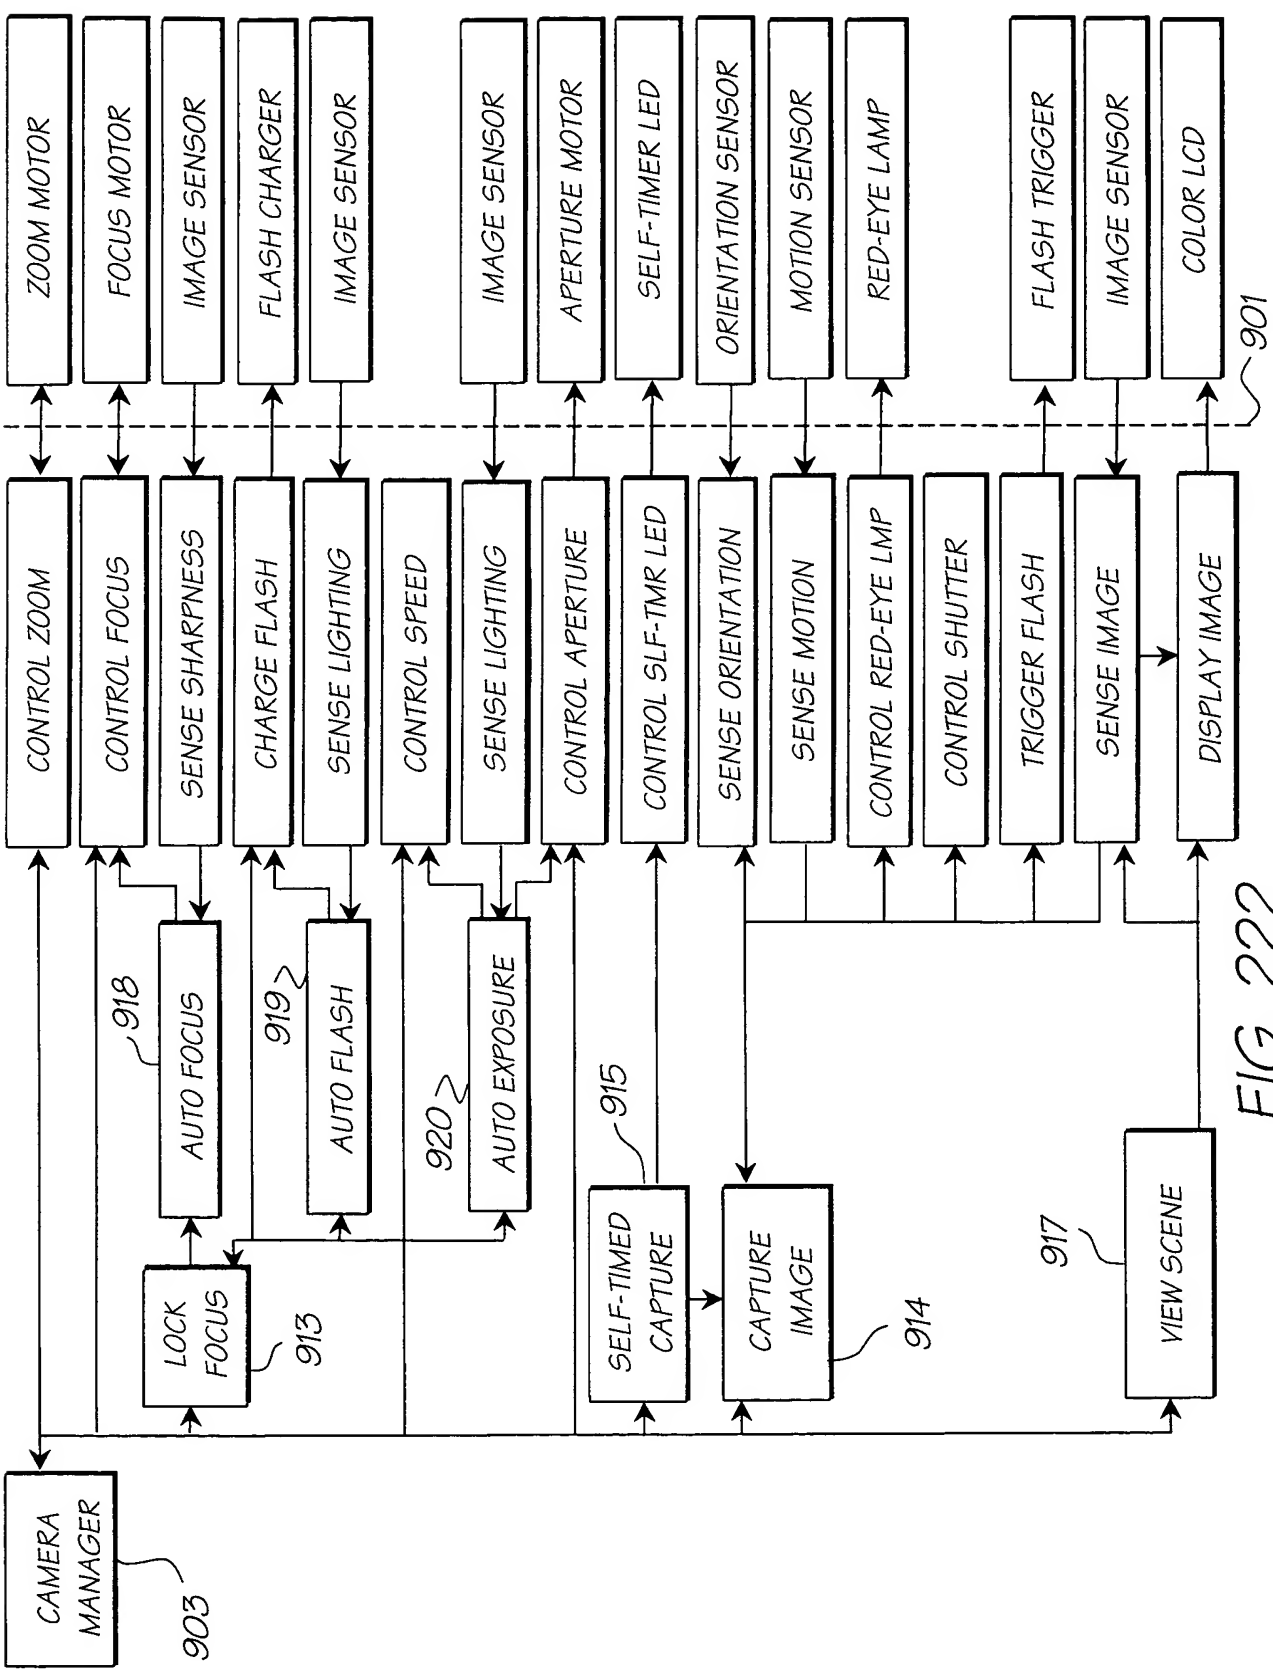 CAMERA
MANAGER
903
LOCK
FOCUS
913
SELF-TIMED
CAPTURE
915
CAPTURE
IMAGE
914
VIEW SCENE
917
AUTO FOCUS
918
AUTO FLASH
919
AUTO EXPOSURE
920
CONTROL ZOOM
CONTROL FOCUS
SENSE SHARPNESS
CHARGE FLASH
SENSE LIGHTING
CONTROL SPEED
SENSE LIGHTING
CONTROL APERTURE
CONTROL SLF-TMR LED
SENSE ORIENTATION
SENSE MOTION
CONTROL RED-EYE LMP
CONTROL SHUTTER
TRIGGER FLASH
SENSE IMAGE
DISPLAY IMAGE
ZOOM MOTOR
FOCUS MOTOR
IMAGE SENSOR
FLASH CHARGER
IMAGE SENSOR
IMAGE SENSOR
APERTURE MOTOR
SELF-TIMER LED
ORIENTATION SENSOR
MOTION SENSOR
RED-EYE LAMP
FLASH TRIGGER
IMAGE SENSOR
COLOR LCD
901
FIG. 222